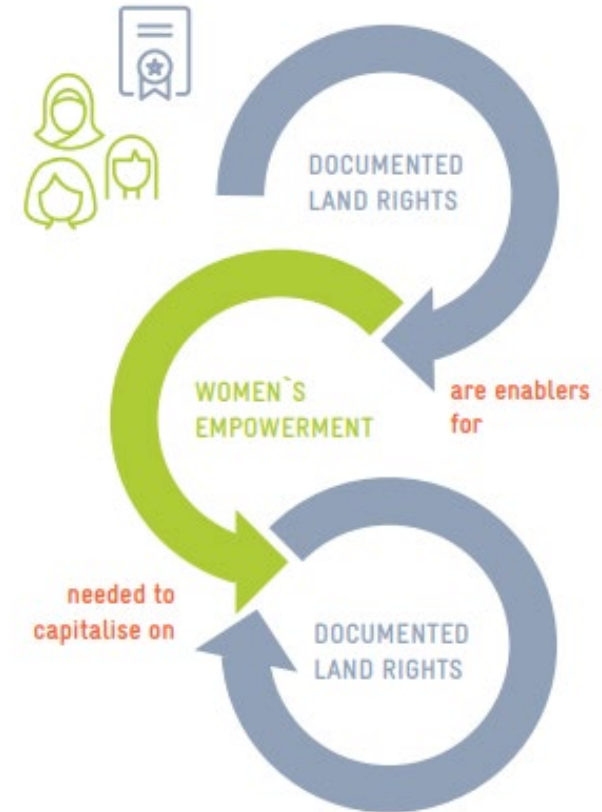 DOCUMENTED
LAND RIGHTS
are enablers
for
WOMEN`S
EMPOWERMENT
needed to
capitalise on
DOCUMENTED
LAND RIGHTS